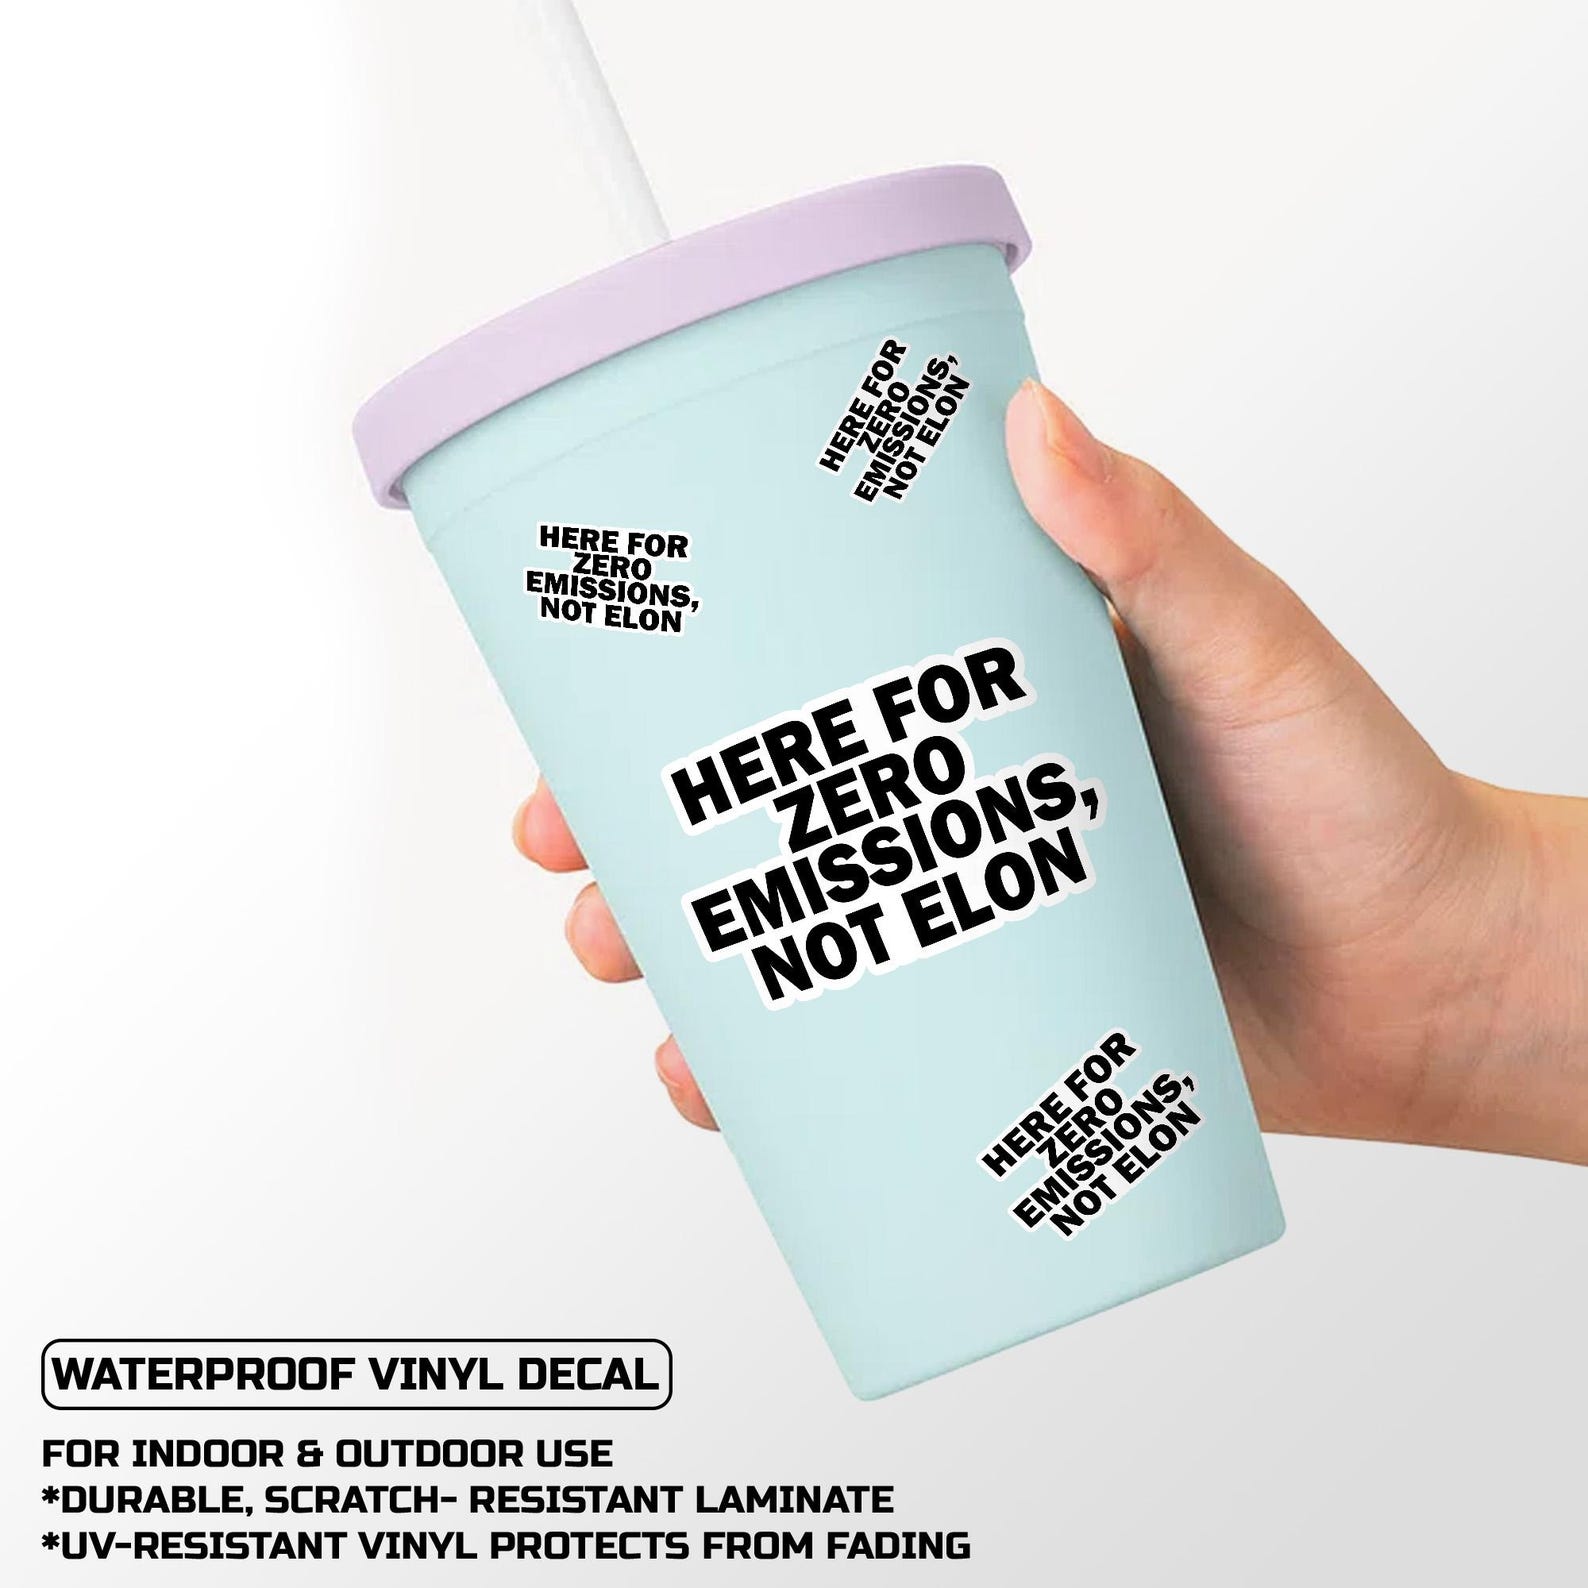 HERE FOR
ZERO
EMISSIONS,
NOT ELON
HERE FOR
ZERO
EMISSIONS,
NOT ELON
HERE FOR
ZERO
EMISSIONS,
NOT ELON
HERE FOR
ZERO
EMISSIONS,
NOT ELON
WATERPROOF VINYL DECAL
FOR INDOOR & OUTDOOR USE
*DURABLE, SCRATCH- RESISTANT LAMINATE
*UV-RESISTANT VINYL PROTECTS FROM FADING